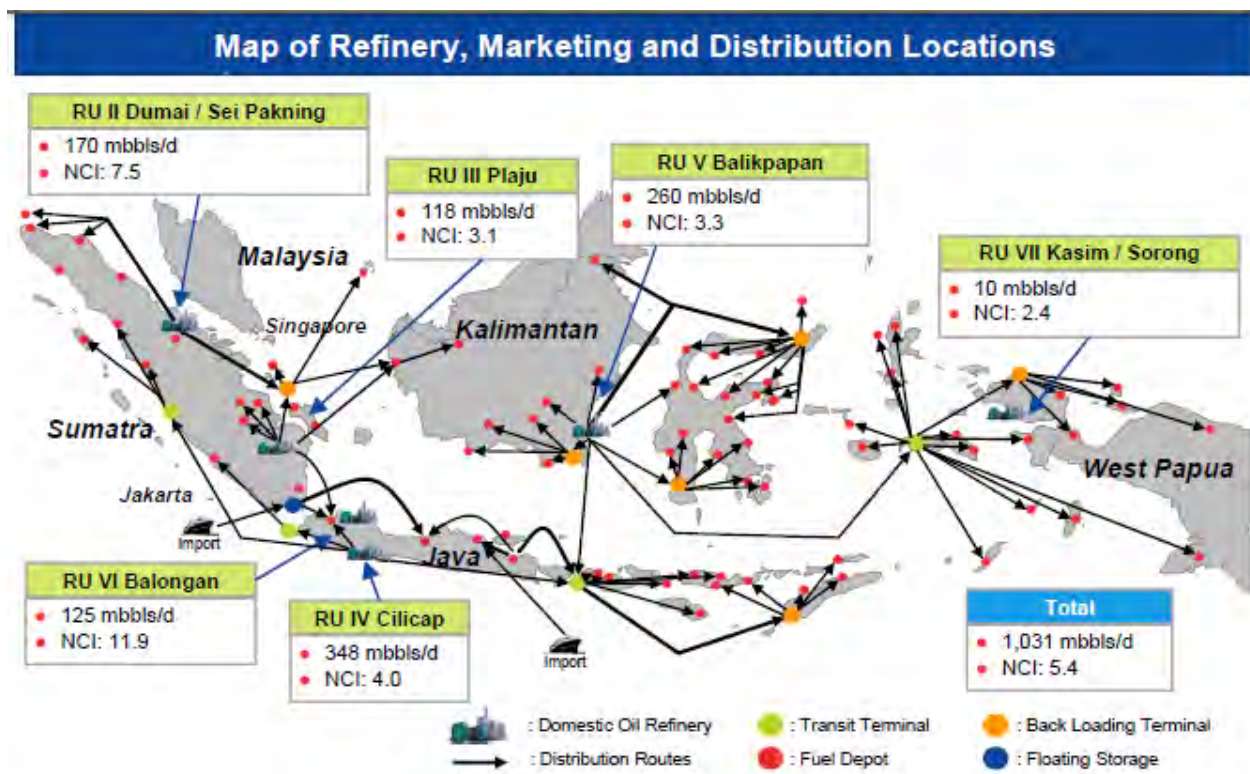 Map of Refinery, Marketing and Distribution Locations
RU II Dumai / Sei Pakning
170 mbbls/d
NCI: 7.5
RU III Plaju
118 mbbls/d
NCI: 3.1
RU V Balikpapan
260 mbbls/d
NCI: 3.3
RU VII Kasim / Sorong
10 mbbls/d
NCI: 2.4
Malaysia
Singapore
Kalimantan
Sumatra
West Papua
Jakarta
Import
Java
RU VI Balongan
125 mbbls/d
NCI: 11.9
RU IV Cilicap
348 mbbls/d
NCI: 4.0
Import
Total
1,031 mbbls/d
NCI: 5.4
: Domestic Oil Refinery
: Transit Terminal
: Back Loading Terminal
: Distribution Routes
: Fuel Depot
: Floating Storage